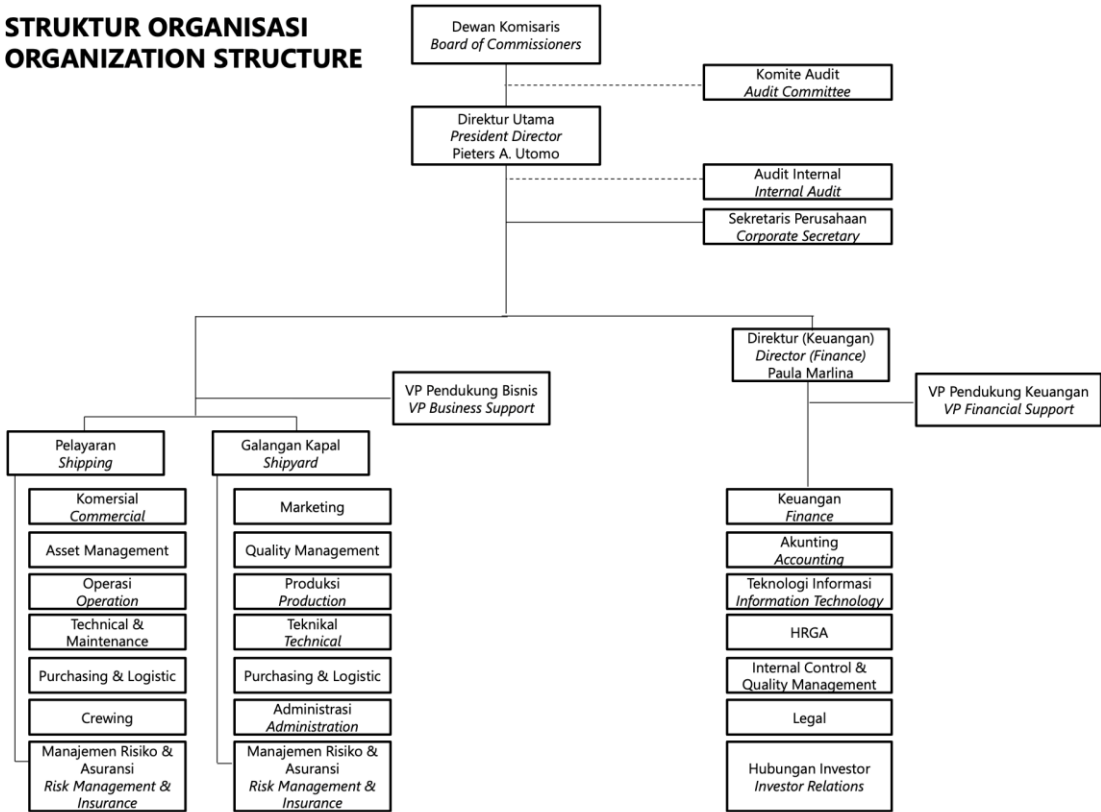 STRUKTUR ORGANISASI
ORGANIZATION STRUCTURE
Dewan Komisaris
Board of Commissioners
Komite Audit
Audit Committee
Direktur Utama
President Director
Pieters A. Utomo
Audit Internal
Internal Audit
Sekretaris Perusahaan
Corporate Secretary
Direktur (Keuangan)
Director (Finance)
Paula Marlina
VP Pendukung Bisnis
VP Business Support
VP Pendukung Keuangan
VP Financial Support
Pelayaran
Shipping
Komersial
Commercial
Asset Management
Operasi
Operation
Technical &
Maintenance
Purchasing & Logistic
Crewing
Manajemen Risiko &
Asuransi
Risk Management &
Insurance
Galangan Kapal
Shipyard
Marketing
Quality Management
Produksi
Production
Teknikal
Technical
Purchasing & Logistic
Administrasi
Administration
Manajemen Risiko &
Asuransi
Risk Management &
Insurance
Keuangan
Finance
Akunting
Accounting
Teknologi Informasi
Information Technology
HRGA
Internal Control &
Quality Management
Legal
Hubungan Investor
Investor Relations